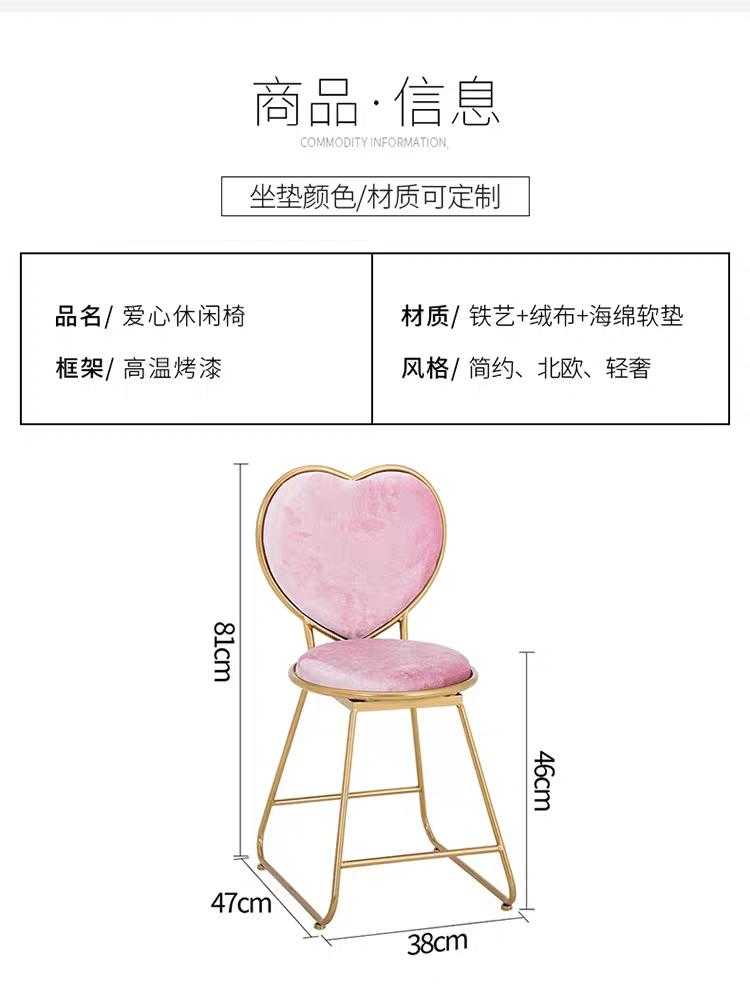 商品·信息
COMMODITY INFORMATION,
坐垫颜色/材质可定制
品名/ 爱心休闲椅
框架/ 高温烤漆
材质/ 铁艺+绒布+海绵软垫
风格/ 简约、北欧、轻奢
81cm
46cm
47cm
38cm